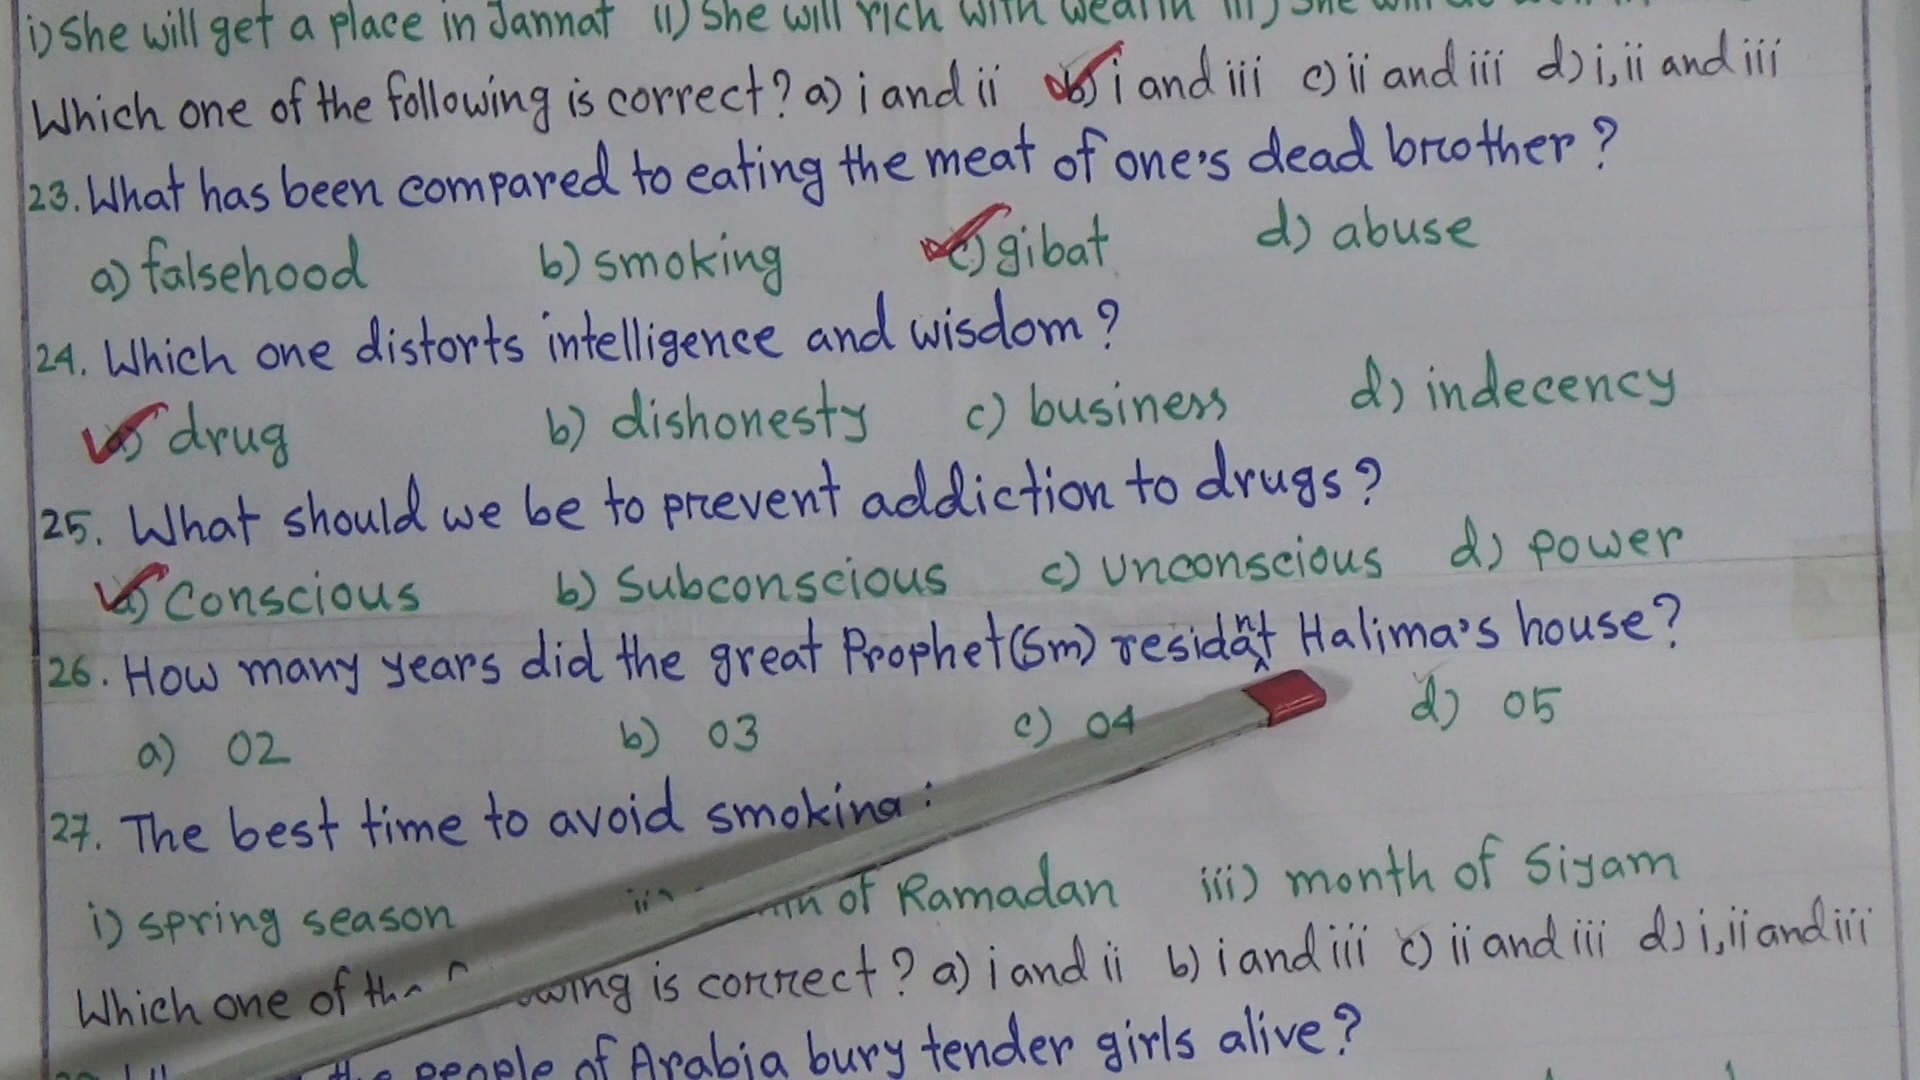 i) She will get a place in Jannat ii) She will rich with wealth iii) She will
Which one of the following is correct? a) i and ii b) i and iii c) ii and iii d) i, ii and iii
23. What has been compared to eating the meat of one's dead brother?
a) falsehood b) smoking c) gibat d) abuse
24. Which one distorts intelligence and wisdom?
a) drug b) dishonesty c) business d) indecency
25. What should we be to prevent addiction to drugs?
a) Conscious b) Subconscious c) Unconscious d) power
26. How many years did the great Prophet (Sm) at Halima's house?
a) 02 b) 03 c) 04 d) 05
27. The best time to avoid smoking:
i) spring season of Ramadan iii) month of Siyam
Which one of is correct? a) i and ii b) i and iii c) ii and iii d) i, ii and iii
people of Arabia bury tender girls alive?